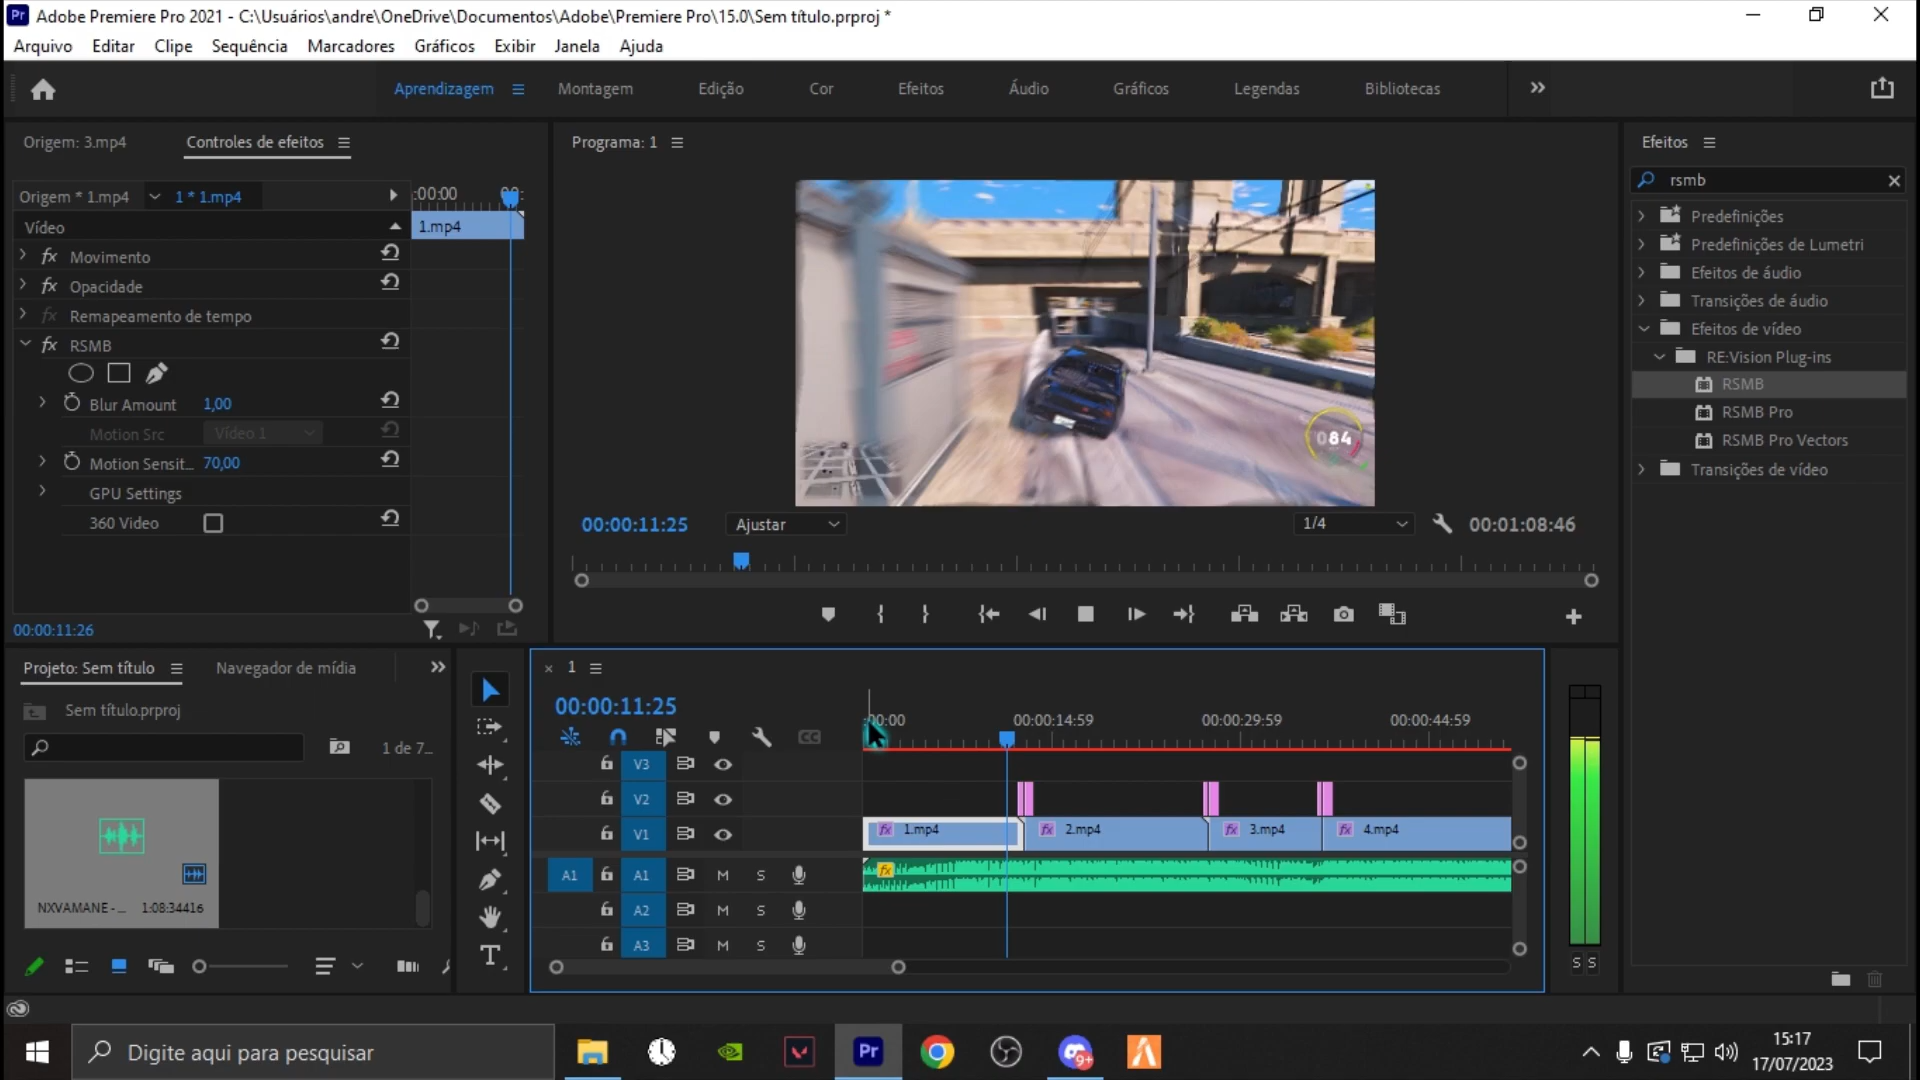 Adobe Premiere Pro 2021 - C:\Usuários\andre\OneDrive\Documentos\Adobe\Premiere Pro\15.0\Sem título.prproj *
Arquivo Editar Clipe Sequência Marcadores Gráficos Exibir Janela Ajuda
Aprendizagem Montagem Edição Cor Efeitos Áudio Gráficos Legendas Bibliotecas
Origem: 3.mp4 Controles de efeitos
Programa: 1
Efeitos
Origem * 1.mp4 1 * 1.mp4
:00:00 00:
rsmb
Vídeo
1.mp4
Movimento
Opacidade
Remapeamento de tempo
RSMB
Blur Amount 1,00
Motion Src Vídeo 1
Motion Sensit... 70,00
GPU Settings
360 Video
00:00:11:26
084
00:00:11:25 Ajustar 1/4 00:01:08:46
Predefinições
Predefinições de Lumetri
Efeitos de áudio
Transições de áudio
Efeitos de vídeo
RE:Vision Plug-ins
RSMB
RSMB Pro
RSMB Pro Vectors
Transições de vídeo
Projeto: Sem título Navegador de mídia
Sem título.prproj
1 de 7...
NXVAMANE -... 1:08:34416
1
00:00:11:25
:00:00 00:00:14:59 00:00:29:59 00:00:44:59
V3
V2
V1
1.mp4 2.mp4 3.mp4 4.mp4
A1 A1 M S
A2 M S
A3 M S
S S
Digite aqui para pesquisar
Pr
9+
15:17
17/07/2023